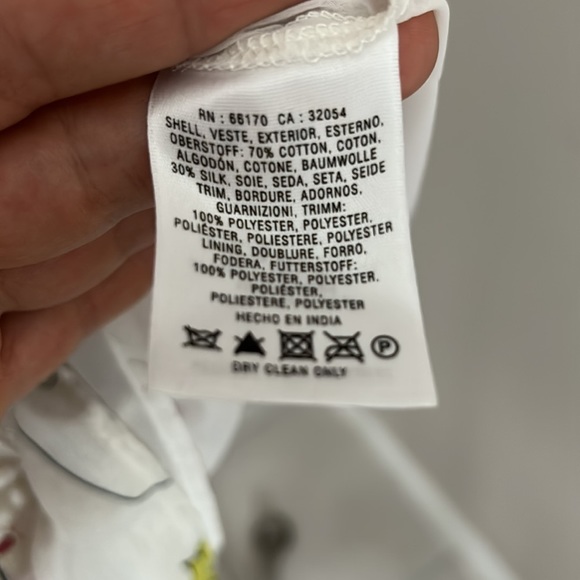 RN : 66170 CA : 32054
SHELL, VESTE, EXTERIOR, ESTERNO,
OBERSTOFF: 70% COTTON, COTON,
ALGODÓN, COTONE, BAUMWOLLE
30% SILK, SOIE, SEDA, SETA, SEIDE
TRIM, BORDURE, ADORNOS,
GUARNIZIONI, TRIMM:
100% POLYESTER, POLYESTER,
POLIÉSTER, POLIESTERE, POLYESTER
LINING, DOUBLURE, FORRO,
FODERA, FUTTERSTOFF:
100% POLYESTER, POLYESTER,
POLIÉSTER,
POLIESTERE, POLYESTER
HECHO EN INDIA
P
DRY CLEAN ONLY